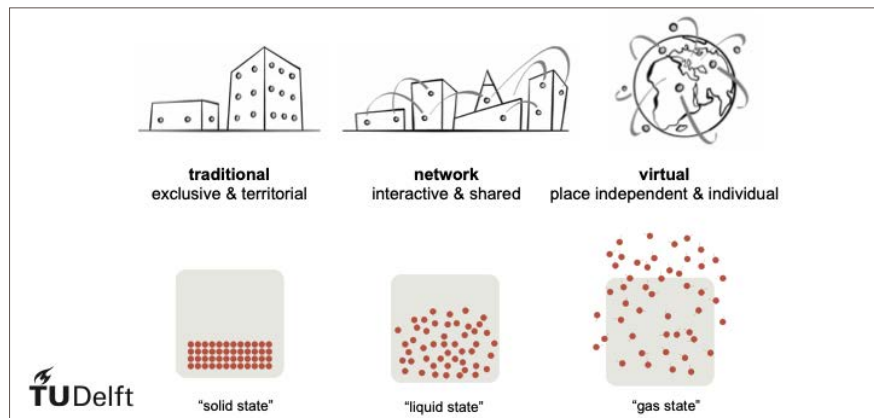 traditional
exclusive & territorial
network
interactive & shared
virtual
place independent & individual
TUDelft
“solid state”
“liquid state”
“gas state”